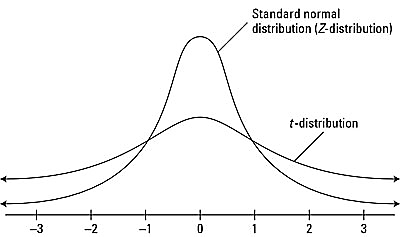 Standard normal
distribution (Z-distribution)
t-distribution
–3 –2 –1 0 1 2 3